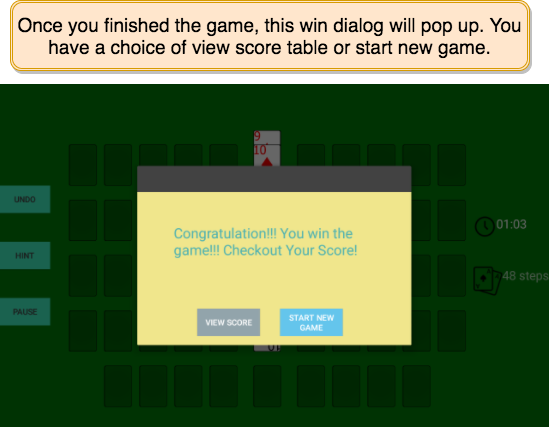 Once you finished the game, this win dialog will pop up. You
have a choice of view score table or start new game.
9
10
UNDO
Congratulation!!! You win the
game!!! Checkout Your Score!
01:03
HINT
48 steps
PAUSE
VIEW SCORE
START NEW
GAME
10